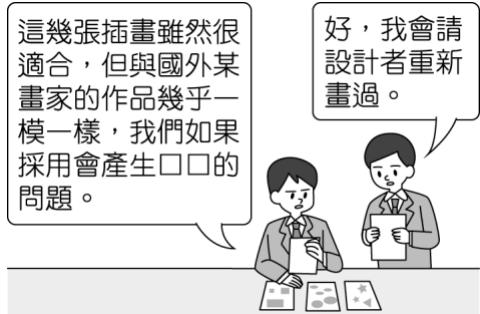 這幾張插畫雖然很
適合，但與國外某
畫家的作品幾乎一
模一樣，我們如果
採用會產生□□的
問題。
好，我會請
設計者重新
畫過。